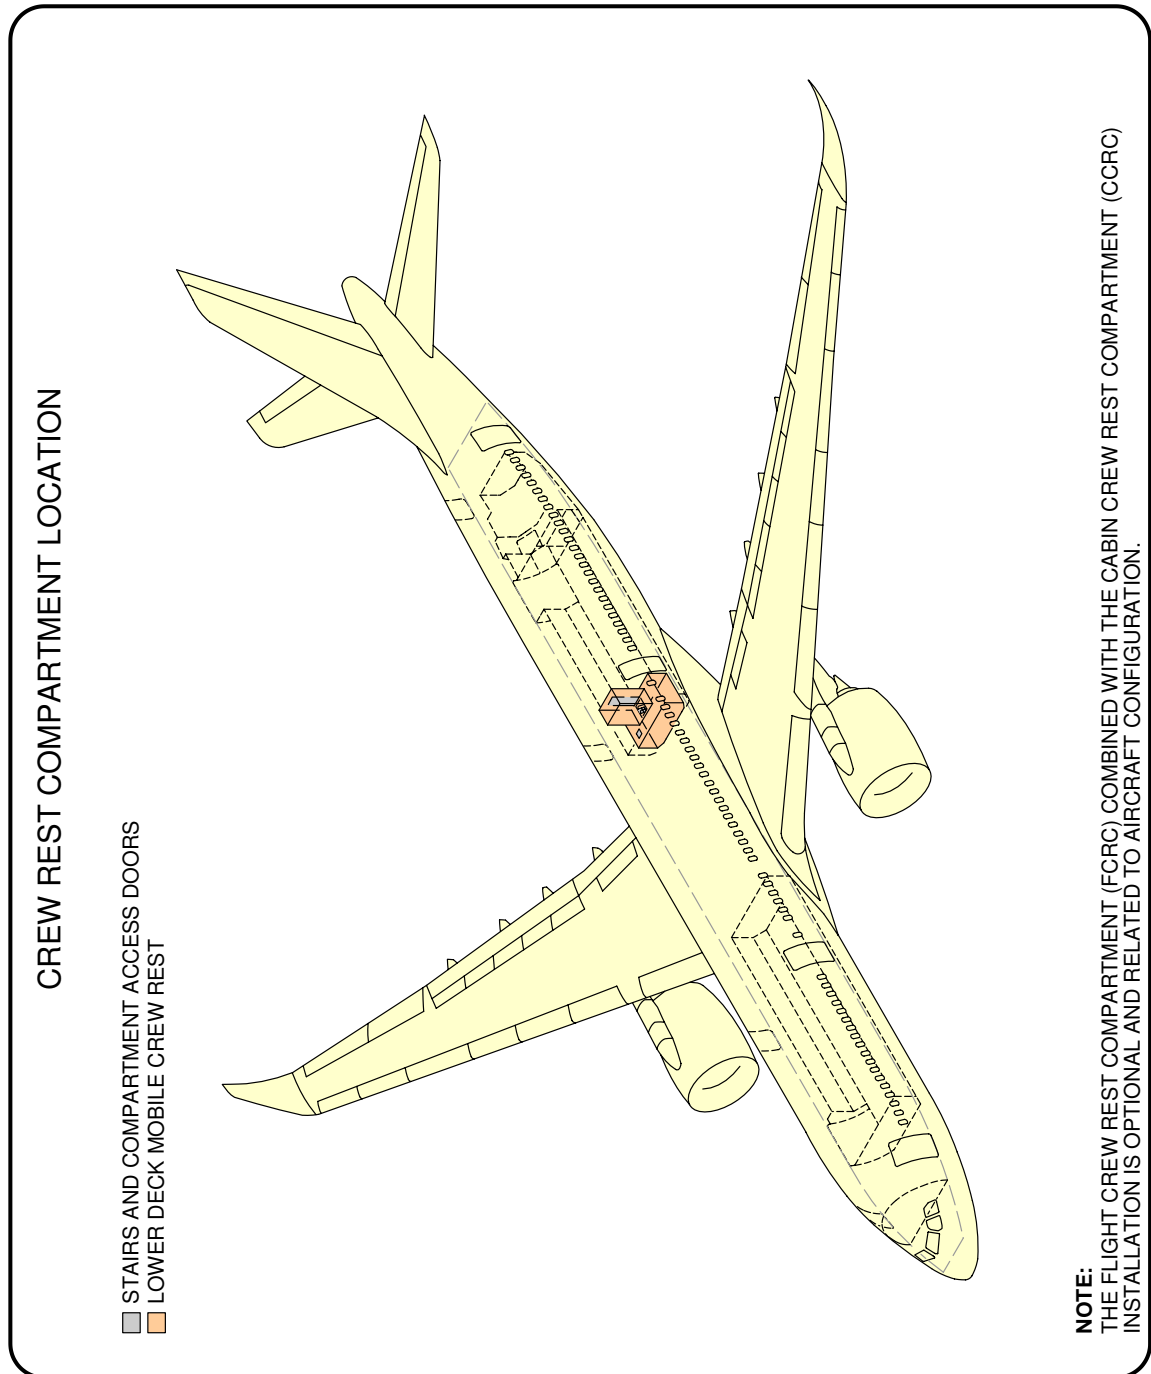 CREW REST COMPARTMENT LOCATION
STAIRS AND COMPARTMENT ACCESS DOORS
LOWER DECK MOBILE CREW REST
NOTE:
THE FLIGHT CREW REST COMPARTMENT (FCRC) COMBINED WITH THE CABIN CREW REST COMPARTMENT (CCRC)
INSTALLATION IS OPTIONAL AND RELATED TO AIRCRAFT CONFIGURATION.